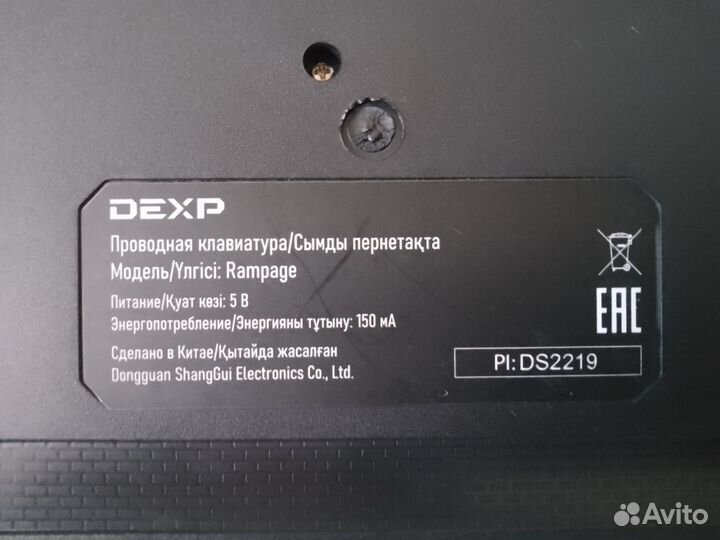 DEXP
Проводная клавиатура/Сымды пернетақта
Модель/Үлгісі: Rampage
Питание/Қуат көзі: 5 В
Энергопотребление/Энергияны тұтыну: 150 мА
Сделано в Китае/Қытайда жасалған
Dongguan ShangGui Electronics Co., Ltd.
EAC
PI:DS2219
Avito